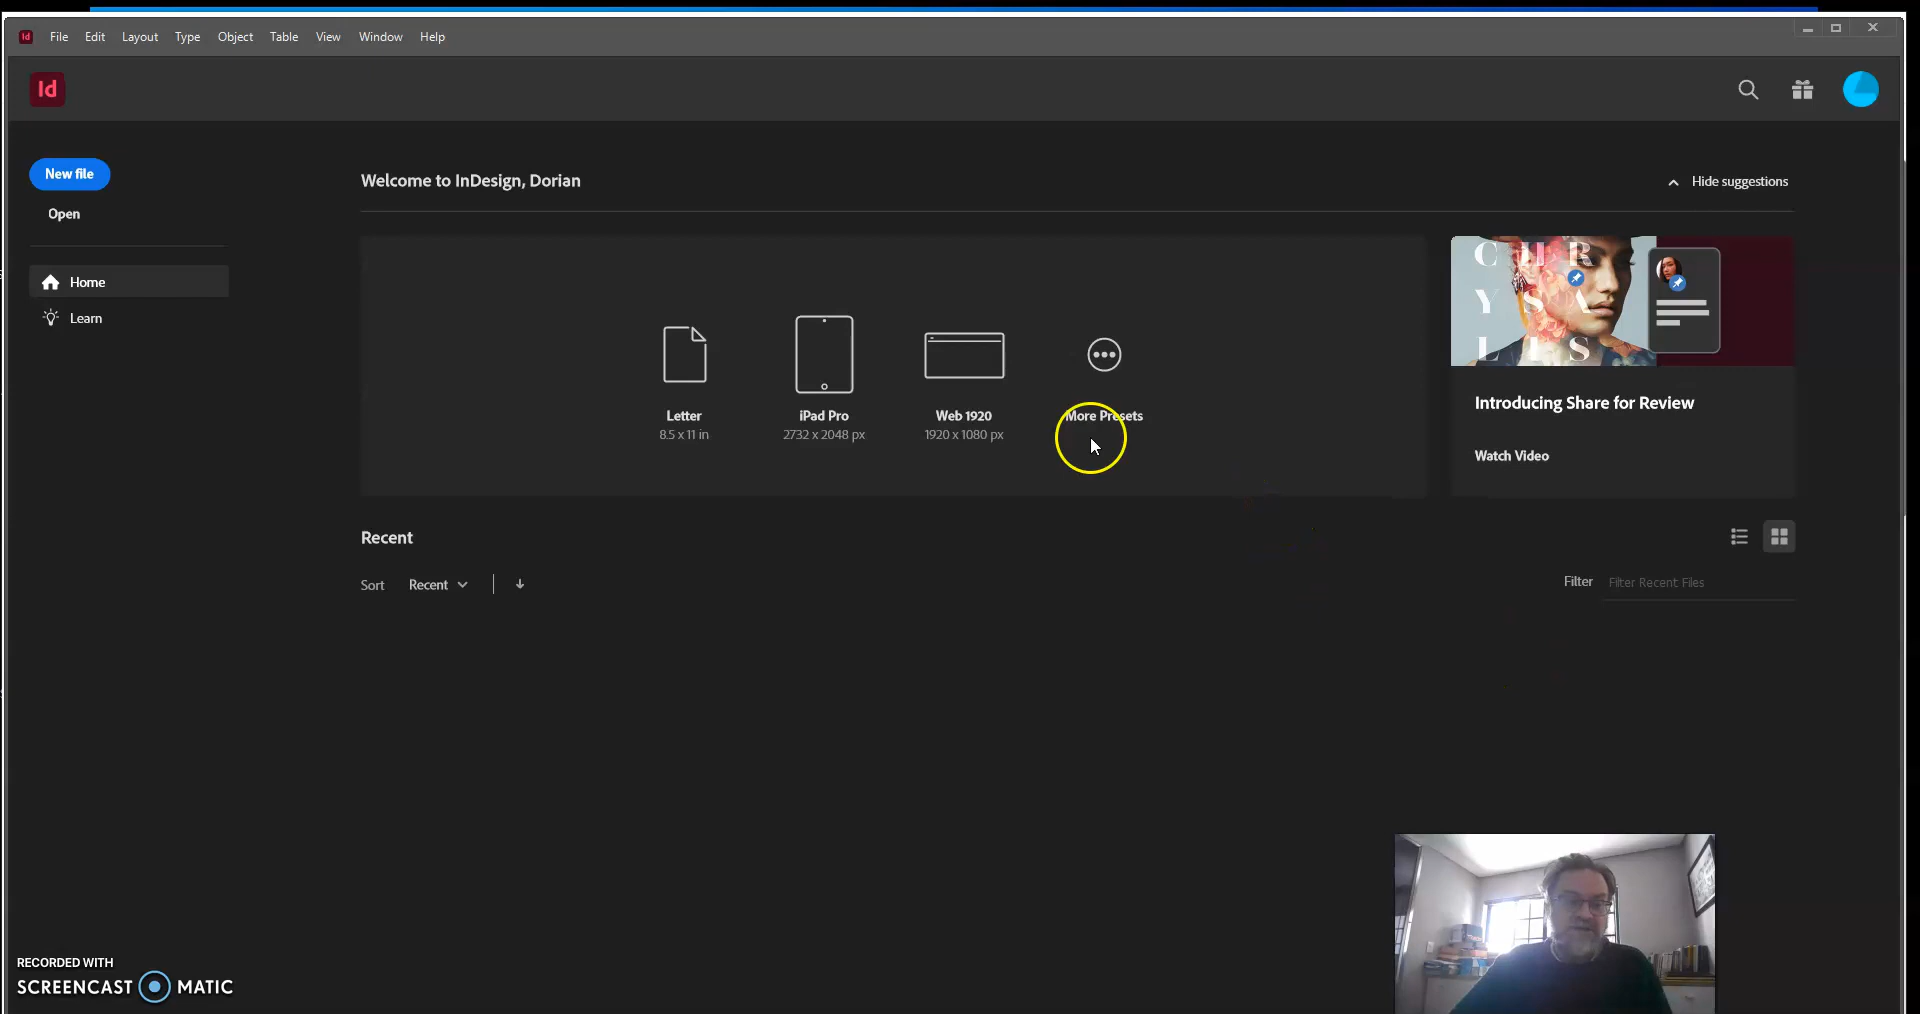 Id File Edit Layout Type Object Table View Window Help
Id
New file
Open
Home
Learn
Welcome to InDesign, Dorian
Hide suggestions
Letter
8.5 x 11 in
iPad Pro
2732 x 2048 px
Web 1920
1920 x 1080 px
More Presets
C H R
Y S A
L I S
Introducing Share for Review
Watch Video
Recent
Sort Recent
Filter Filter Recent Files
RECORDED WITH
SCREENCAST MATIC